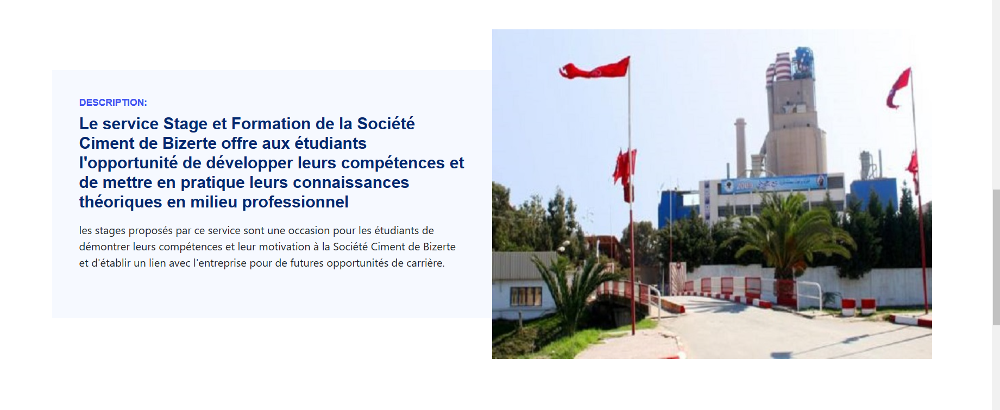 DESCRIPTION:
Le service Stage et Formation de la Société
Ciment de Bizerte offre aux étudiants
l'opportunité de développer leurs compétences et
de mettre en pratique leurs connaissances
théoriques en milieu professionnel
les stages proposés par ce service sont une occasion pour les étudiants de
démontrer leurs compétences et leur motivation à la Société Ciment de Bizerte
et d'établir un lien avec l'entreprise pour de futures opportunités de carrière.